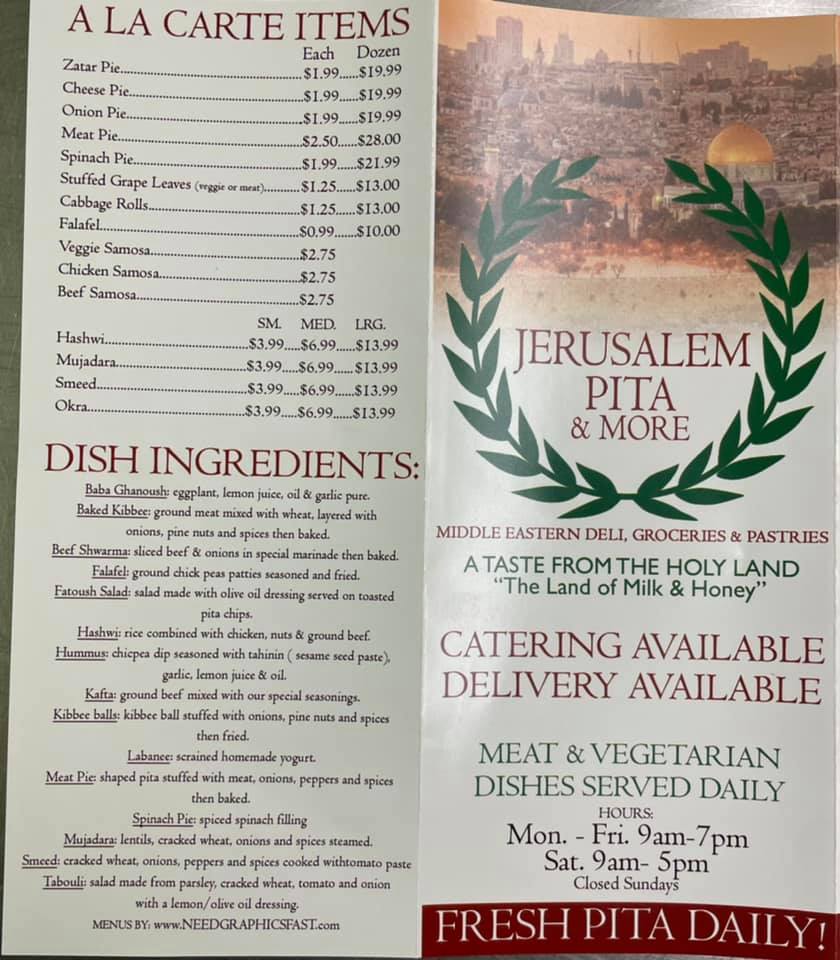 A LA CARTE ITEMS
Each Dozen
Zatar Pie......$1.99......$19.99
Cheese Pie......$1.99......$19.99
Onion Pie......$1.99......$19.99
Meat Pie......$2.50......$28.00
Spinach Pie......$1.99......$21.99
Stuffed Grape Leaves (veggie or meat)......$1.25......$13.00
Cabbage Rolls......$1.25......$13.00
Falafel......$0.99......$10.00
Veggie Samosa......$2.75
Chicken Samosa......$2.75
Beef Samosa......$2.75
SM. MED. LRG.
Hashwi......$3.99.....$6.99.....$13.99
Mujadara......$3.99.....$6.99.....$13.99
Smeed......$3.99.....$6.99.....$13.99
Okra......$3.99.....$6.99.....$13.99
DISH INGREDIENTS:
Baba Ghanoush: eggplant, lemon juice, oil & garlic pure.
Baked Kibbee: ground meat mixed with wheat, layered with
onions, pine nuts and spices then baked.
Beef Shwarma: sliced beef & onions in special marinade then baked.
Falafel: ground chick peas patties seasoned and fried.
Fatoush Salad: salad made with olive oil dressing served on toasted
pita chips.
Hashwi: rice combined with chicken, nuts & ground beef.
Hummus: chicpea dip seasoned with tahinin ( sesame seed paste),
garlic, lemon juice & oil.
Kafta: ground beef mixed with our special seasonings.
Kibbee balls: kibbee ball stuffed with onions, pine nuts and spices
then fried.
Labanee: scrained homemade yogurt.
Meat Pie: shaped pita stuffed with meat, onions, peppers and spices
then baked.
Spinach Pie: spiced spinach filling
Mujadara: lentils, cracked wheat, onions and spices steamed.
Smeed: cracked wheat, onions, peppers and spices cooked withtomato paste
Tabouli: salad made from parsley, cracked wheat, tomato and onion
with a lemon/olive oil dressing.
MENUS BY: www.NEEDGRAPHICSFAST.com
JERUSALEM
PITA
& MORE
MIDDLE EASTERN DELI, GROCERIES & PASTRIES
A TASTE FROM THE HOLY LAND
"The Land of Milk & Honey"
CATERING AVAILABLE
DELIVERY AVAILABLE
MEAT & VEGETARIAN
DISHES SERVED DAILY
HOURS:
Mon. - Fri. 9am-7pm
Sat. 9am- 5pm
Closed Sundays
FRESH PITA DAILY!